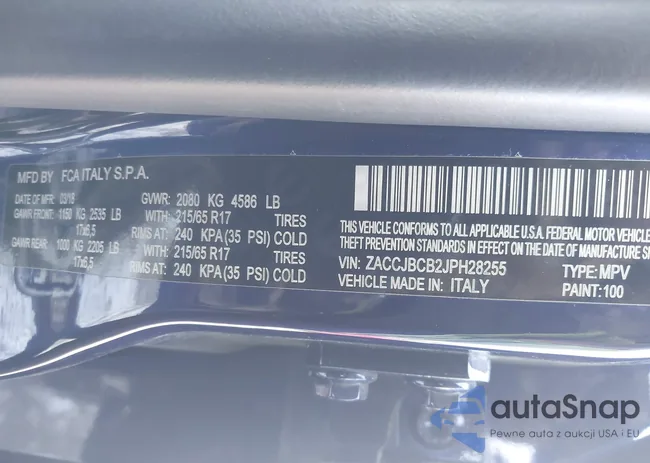 MFD BY FCA ITALY S.P.A.
DATE OF MFR 03/18 GVWR: 2080 KG 4586 LB
GAWR FRONT: 1150 KG 2535 LB WITH: 215/65 R17 TIRES
17x6,5 RIMS AT: 240 KPA (35 PSI) COLD
GAWR REAR: 1000 KG 2205 LB WITH: 215/65 R17 TIRES
17x6,5 RIMS AT: 240 KPA (35 PSI) COLD
THIS VEHICLE CONFORMS TO ALL APPLICABLE U.S.A. FEDERAL MOTOR VEHICLE
THEFT PREVENTION STANDARDS IN EFFECT ON THE DATE OF MANUFACTURE SH
VIN: ZACCJBCB2JPH28255 TYPE: MPV
VEHICLE MADE IN: ITALY PAINT: 100
autaSnap
Pewne auta z aukcji USA i EU